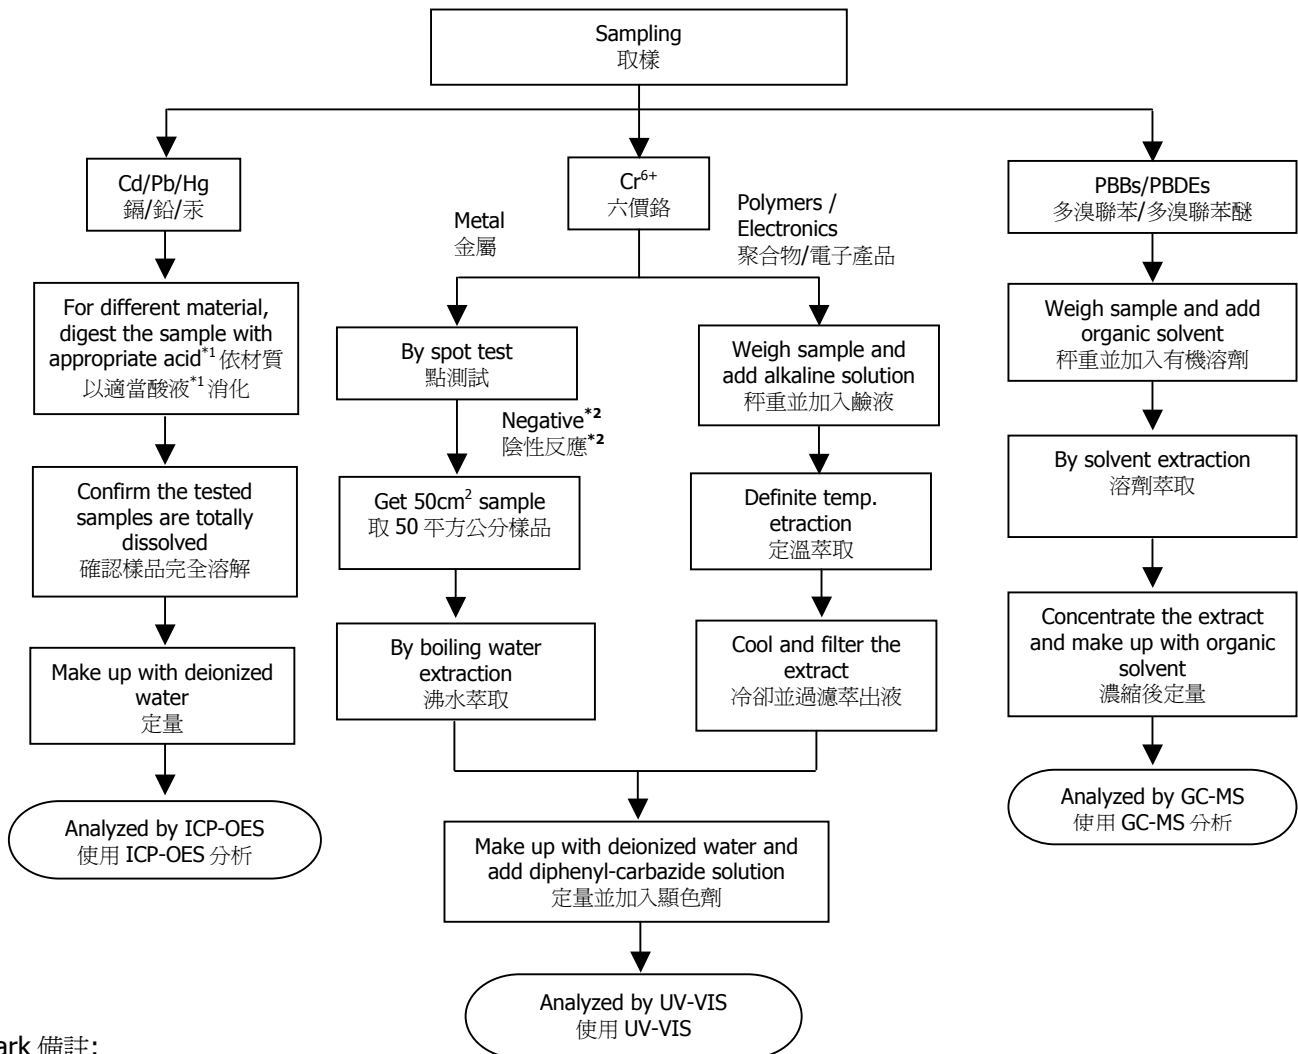 Sampling
取樣
Cd/Pb/Hg
鎘/鉛/汞
Metal
金屬
Cr6+
六價鉻
Polymers /
Electronics
聚合物/電子產品
PBBs/PBDEs
多溴聯苯/多溴聯苯醚
For different material,
digest the sample with
appropriate acid*1 依材質
以適當酸液*1 消化
By spot test
點測試
Weigh sample and
add alkaline solution
秤重並加入鹼液
Weigh sample and add
organic solvent
秤重並加入有機溶劑
Negative*2
陰性反應*2
Confirm the tested
samples are totally
dissolved
確認樣品完全溶解
Get 50cm2 sample
取 50 平方公分樣品
Definite temp.
etraction
定溫萃取
By solvent extraction
溶劑萃取
Make up with deionized
water
定量
By boiling water
extraction
沸水萃取
Cool and filter the
extract
冷卻並過濾萃出液
Concentrate the extract
and make up with organic
solvent
濃縮後定量
Analyzed by ICP-OES
使用 ICP-OES 分析
Make up with deionized water and
add diphenyl-carbazide solution
定量並加入顯色劑
Analyzed by GC-MS
使用 GC-MS 分析
Analyzed by UV-VIS
使用 UV-VIS
ark 備註: